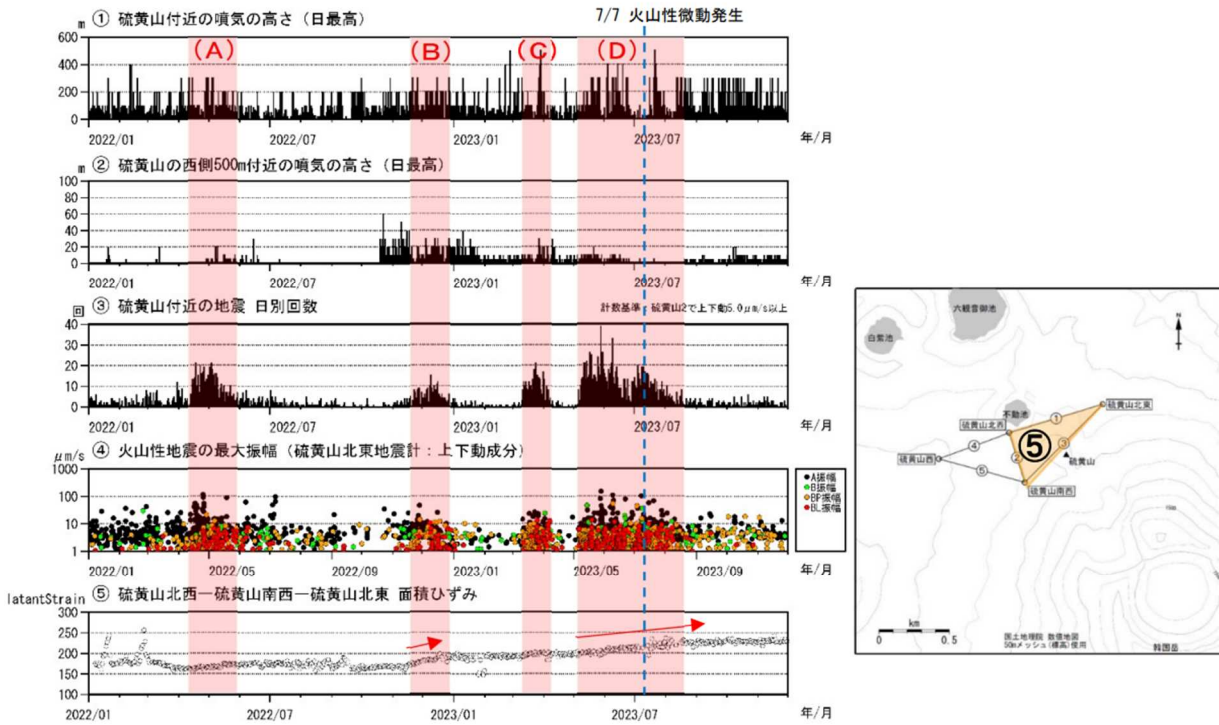 7/7 火山性微動発生
m ① 硫黄山付近の噴気の高さ（日最高）
600
400
200
0
(A)
(B)
(C)
(D)
2022/01 2022/07 2023/01 2023/07
年/月
m ② 硫黄山の西側500m付近の噴気の高さ（日最高）
100
80
60
40
20
0
2022/01 2022/07 2023/01 2023/07
年/月
回 ③ 硫黄山付近の地震 日別回数
計数基準：硫黄山2で上下動5.0μm/s以上
40
30
20
10
0
2022/01 2022/07 2023/01 2023/07
年/月
μm/s ④ 火山性地震の最大振幅（硫黄山北東地震計：上下動成分）
1000
100
10
1
A振幅
B振幅
BP振幅
BL振幅
2022/01 2022/05 2022/09 2023/01 2023/05 2023/09
年/月
latantStrain ⑤ 硫黄山北西―硫黄山南西―硫黄山北東 面積ひずみ
300
250
200
150
100
2022/01 2022/07 2023/01 2023/07
年/月
六観音御池
白紫池
N
不動池
硫黄山北東
硫黄山北西
①
④
⑤
③
②
硫黄山西
硫黄山
⑤
硫黄山南西
km
0 0.5
国土地理院 数値地図
50mメッシュ(標高)使用
韓国岳